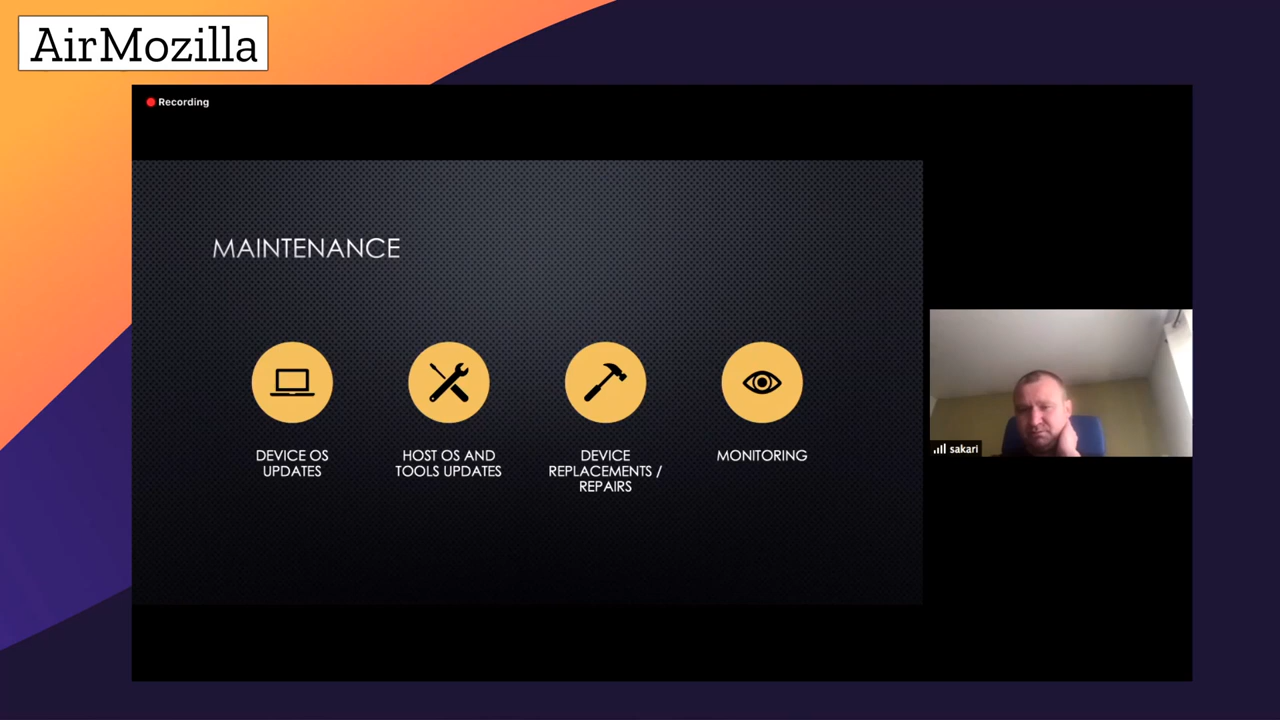 AirMozilla
Recording
MAINTENANCE
DEVICE OS
UPDATES
HOST OS AND
TOOLS UPDATES
DEVICE
REPLACEMENTS /
REPAIRS
MONITORING
sakari